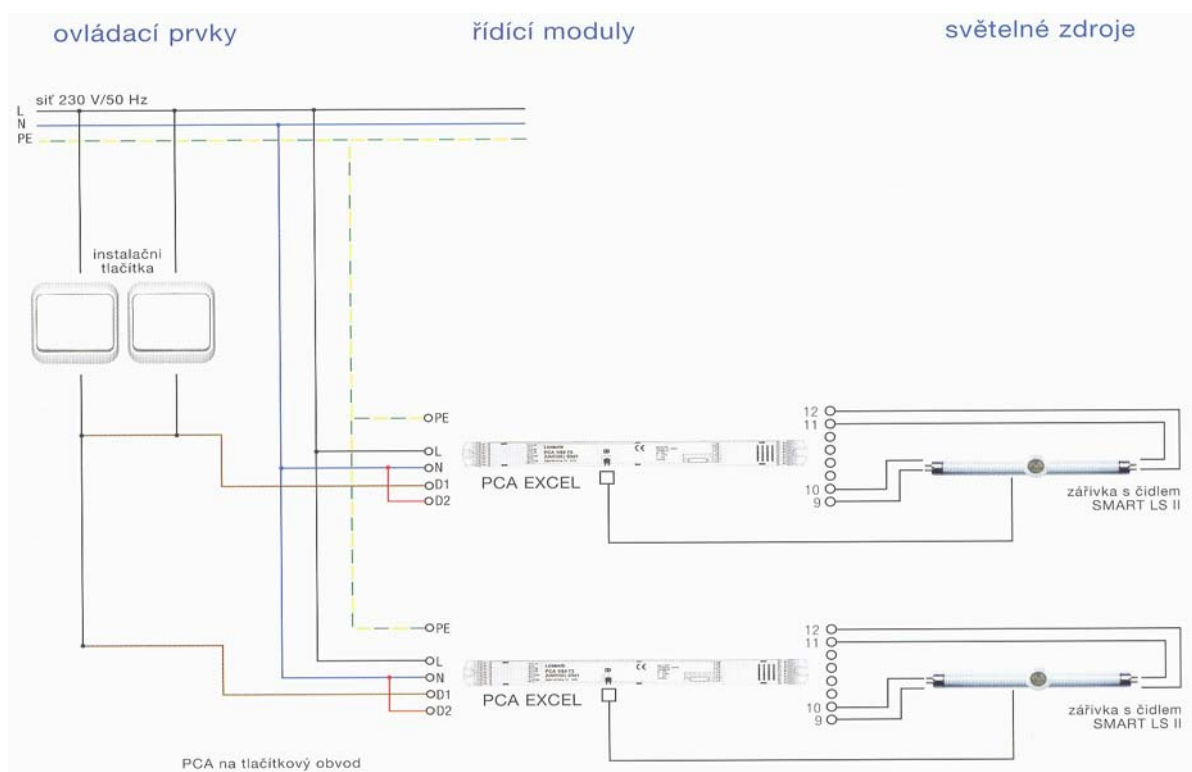 ovládací prvky
řídící moduly
světelné zdroje
síť 230 V/50 Hz
L
N
PE
instalační
tlačítka
PE
L
N
D1
D2
PCA EXCEL
12
11
10
9
zářivka s čidlem
SMART LS II
PE
L
N
D1
D2
PCA EXCEL
12
11
10
9
zářivka s čidlem
SMART LS II
PCA na tlačítkový obvod